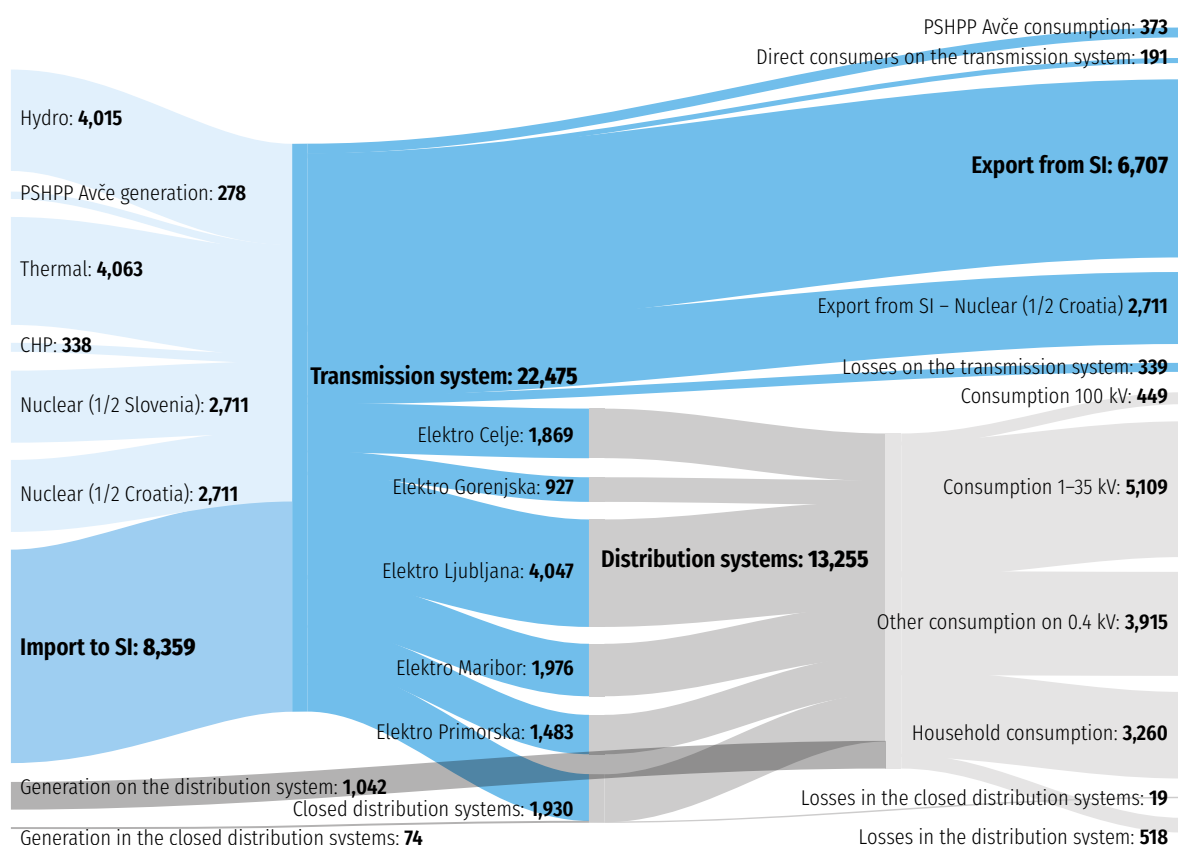 PSHPP Avče consumption: 373
Direct consumers on the transmission system: 191
Hydro: 4,015
Export from SI: 6,707
PSHPP Avče generation: 278
Thermal: 4,063
Export from SI – Nuclear (1/2 Croatia) 2,711
CHP: 338
Losses on the transmission system: 339
Transmission system: 22,475
Consumption 100 kV: 449
Nuclear (1/2 Slovenia): 2,711
Elektro Celje: 1,869
Elektro Gorenjska: 927
Consumption 1–35 kV: 5,109
Nuclear (1/2 Croatia): 2,711
Distribution systems: 13,255
Elektro Ljubljana: 4,047
Other consumption on 0.4 kV: 3,915
Import to SI: 8,359
Elektro Maribor: 1,976
Elektro Primorska: 1,483
Household consumption: 3,260
Generation on the distribution system: 1,042
Losses in the closed distribution systems: 19
Closed distribution systems: 1,930
Generation in the closed distribution systems: 74
Losses in the distribution system: 518